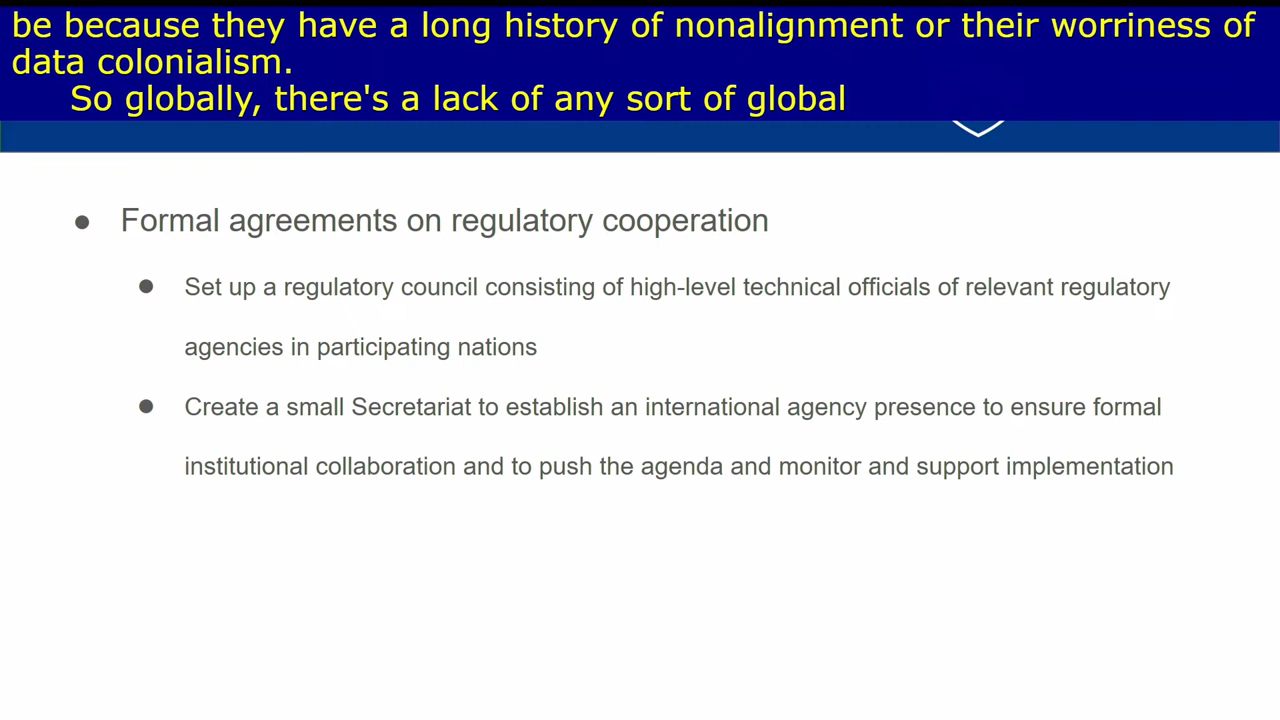 be because they have a long history of nonalignment or their worriness of
data colonialism.
So globally, there's a lack of any sort of global
● Formal agreements on regulatory cooperation
● Set up a regulatory council consisting of high-level technical officials of relevant regulatory
agencies in participating nations
● Create a small Secretariat to establish an international agency presence to ensure formal
institutional collaboration and to push the agenda and monitor and support implementation